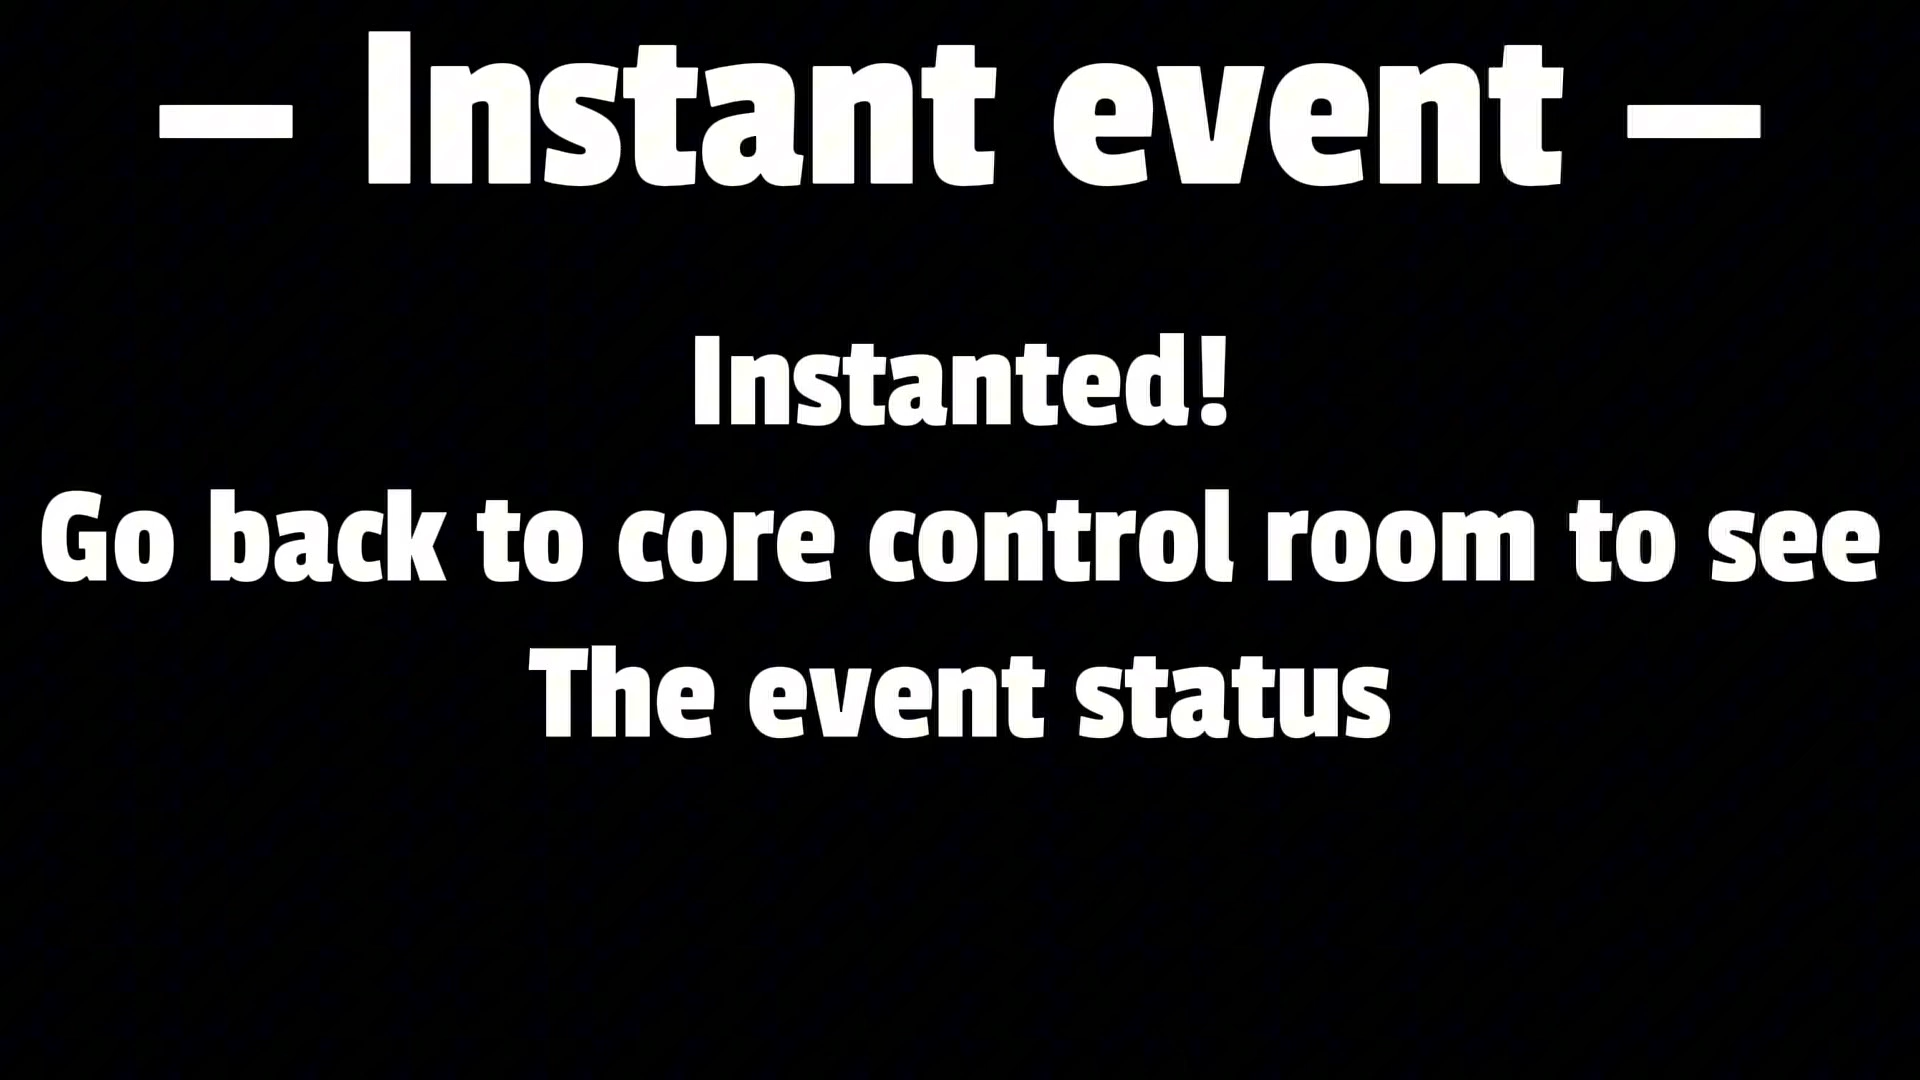 — Instant event —
Instanted!
Go back to core control room to see
The event status